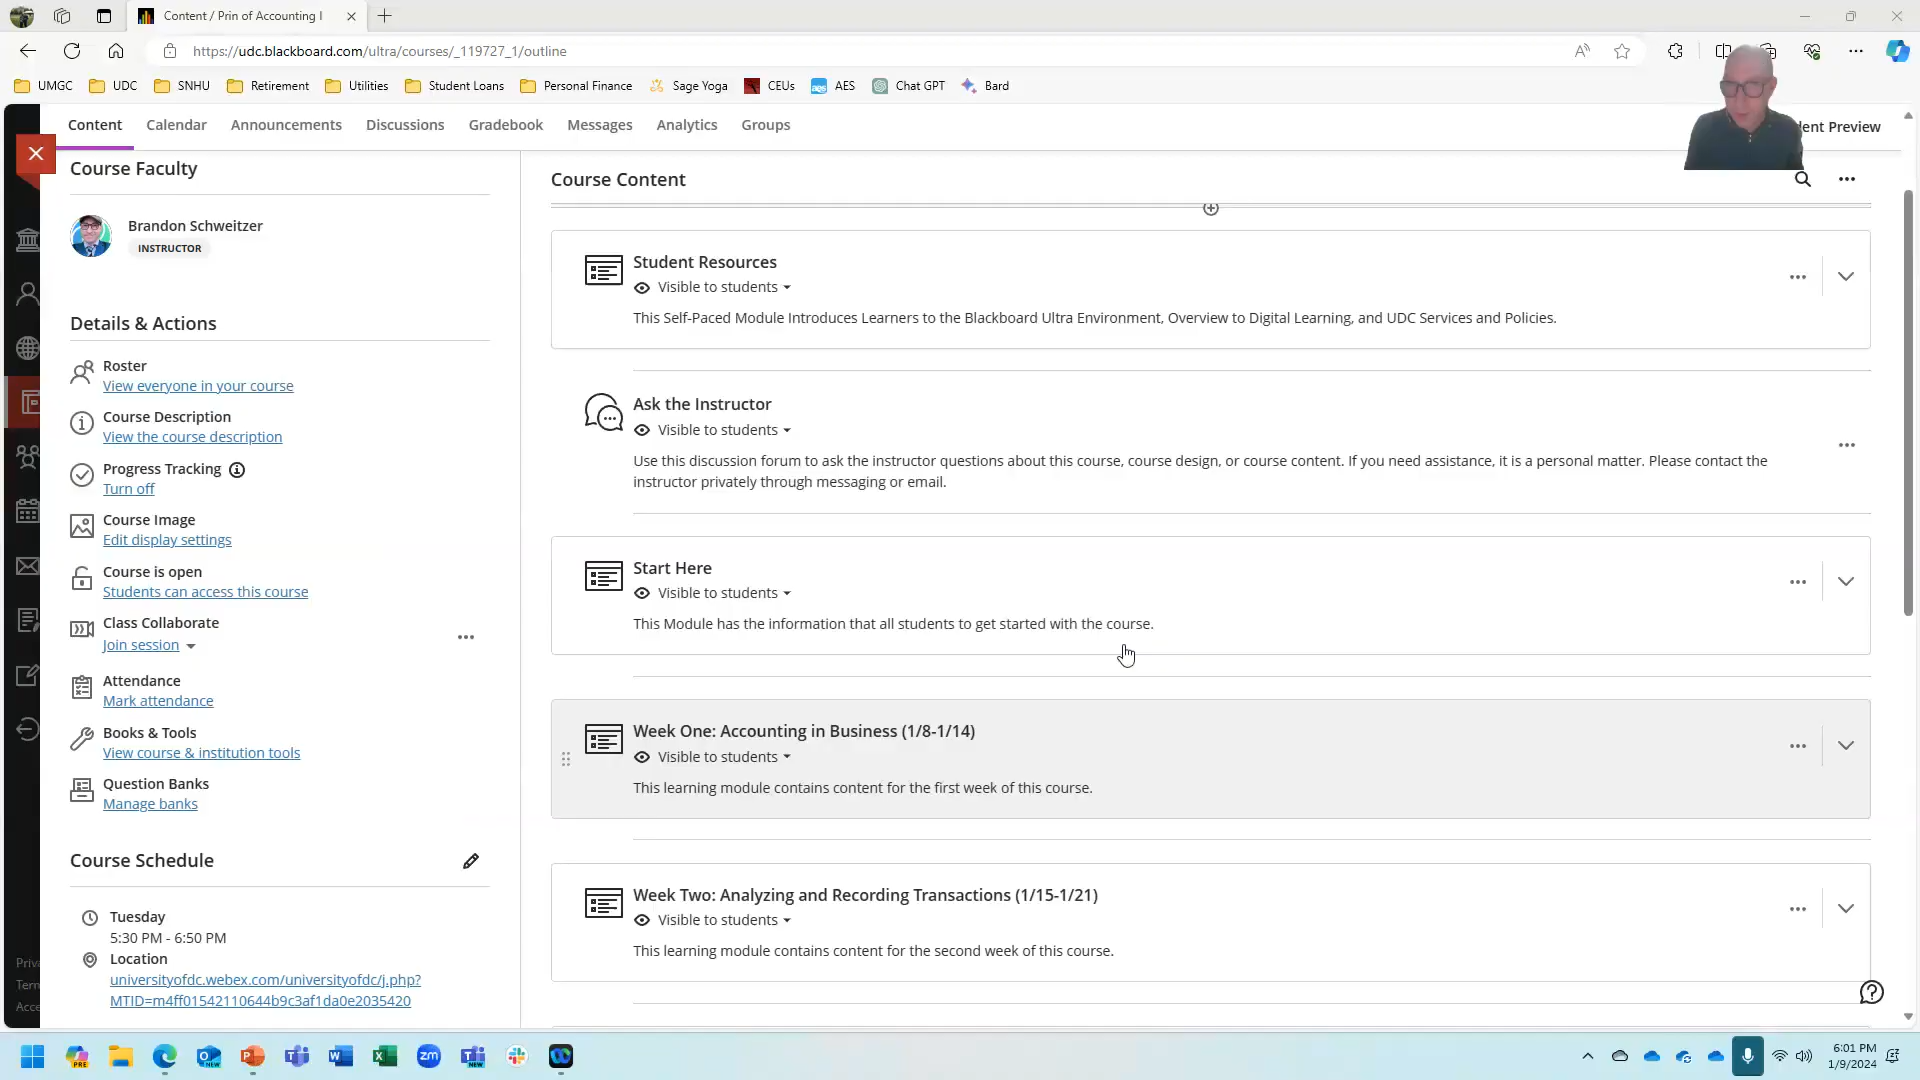 Content / Prin of Accounting I
https://udc.blackboard.com/ultra/courses/_119727_1/outline
UMGC UDC SNHU Retirement Utilities Student Loans Personal Finance Sage Yoga CEUs AES Chat GPT Bard
Content Calendar Announcements Discussions Gradebook Messages Analytics Groups
ent Preview
Course Faculty
Brandon Schweitzer
INSTRUCTOR
Details & Actions
Roster
View everyone in your course
Course Description
View the course description
Progress Tracking
Turn off
Course Image
Edit display settings
Course is open
Students can access this course
Class Collaborate
Join session
Attendance
Mark attendance
Books & Tools
View course & institution tools
Question Banks
Manage banks
Course Schedule
Tuesday
5:30 PM - 6:50 PM
Location
universityofdc.webex.com/universityofdc/j.php?
MTID=m4ff01542110644b9c3af1da0e2035420
Course Content
Student Resources
Visible to students
This Self-Paced Module Introduces Learners to the Blackboard Ultra Environment, Overview to Digital Learning, and UDC Services and Policies.
Ask the Instructor
Visible to students
Use this discussion forum to ask the instructor questions about this course, course design, or course content. If you need assistance, it is a personal matter. Please contact the
instructor privately through messaging or email.
Start Here
Visible to students
This Module has the information that all students to get started with the course.
Week One: Accounting in Business (1/8-1/14)
Visible to students
This learning module contains content for the first week of this course.
Week Two: Analyzing and Recording Transactions (1/15-1/21)
Visible to students
This learning module contains content for the second week of this course.
Priv
Tern
Acce
6:01 PM
1/9/2024